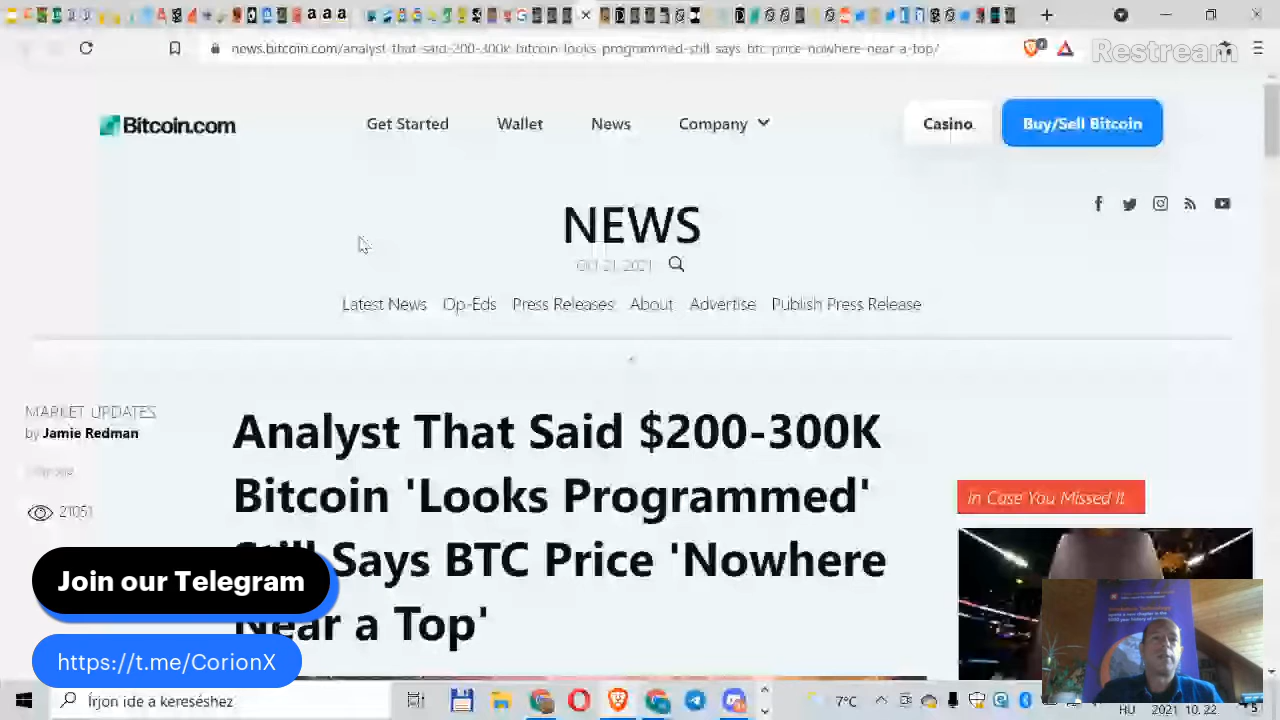 news.bitcoin.com/analyst-that-said-200-300k-bitcoin-looks-programmed-still-says-btc-price-nowhere-near-a-top/
Restream
Bitcoin.com
Get Started
Wallet
News
Company
Casino
Buy/Sell Bitcoin
NEWS
Oct 21, 2021
Latest News
Op-Eds
Press Releases
About
Advertise
Publish Press Release
MARKET UPDATES
by Jamie Redman
21051
Analyst That Said $200-300K
Bitcoin 'Looks Programmed'
Still Says BTC Price 'Nowhere
Near a Top'
In Case You Missed It
Join our Telegram
https://t.me/CorionX
Írjon ide a kereséshez
7°C
HU
2021. 10. 22.